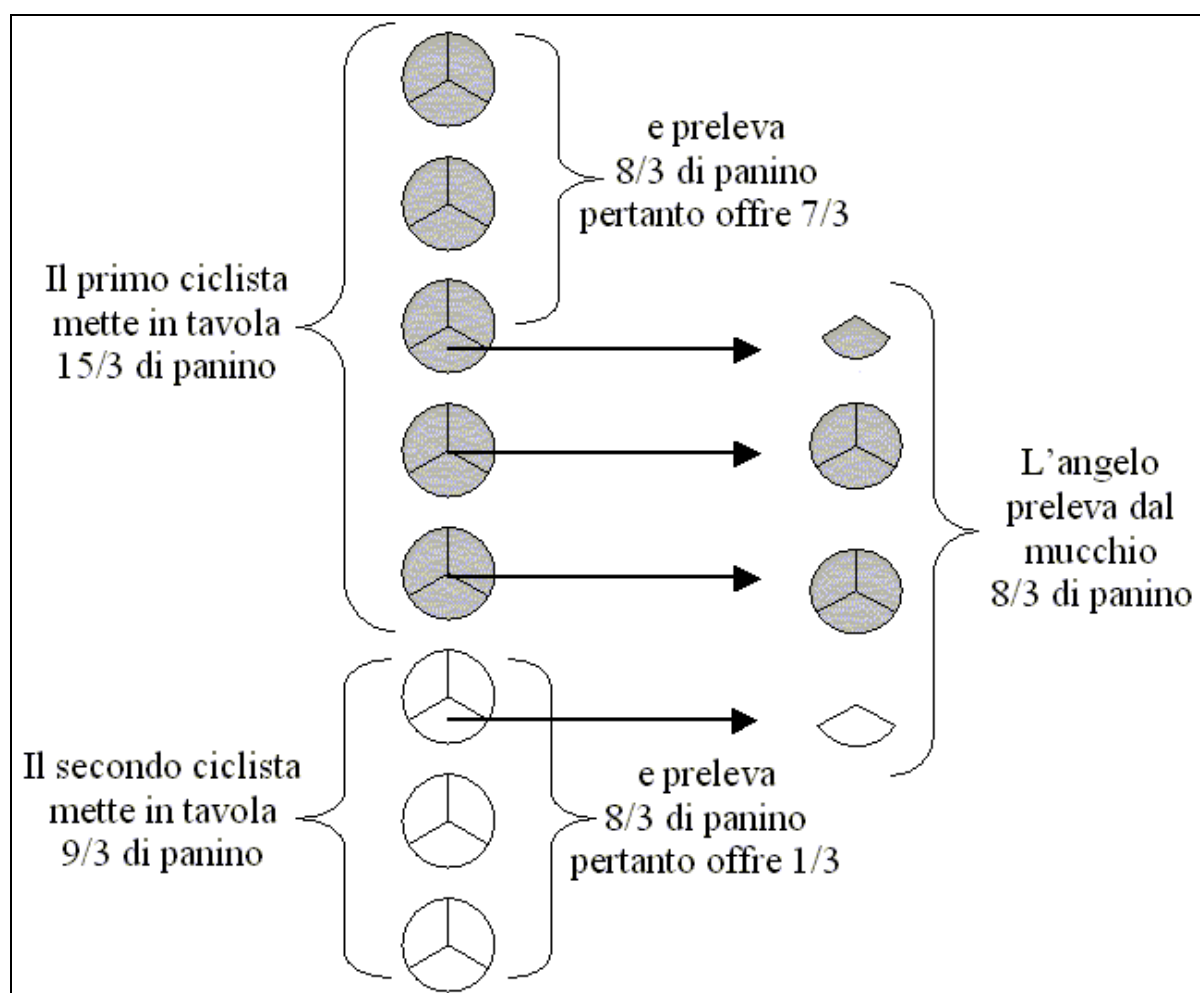 Il primo ciclista
mette in tavola
15/3 di panino
e preleva
8/3 di panino
pertanto offre 7/3
L’angelo
preleva dal
mucchio
8/3 di panino
Il secondo ciclista
mette in tavola
9/3 di panino
e preleva
8/3 di panino
pertanto offre 1/3